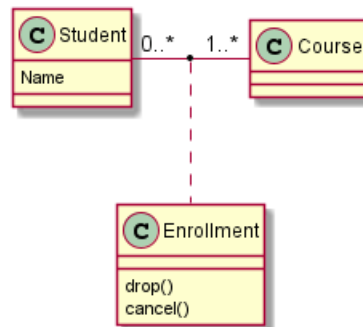 C Student
0..*
1..*
C Course
Name
C Enrollment
drop()
cancel()